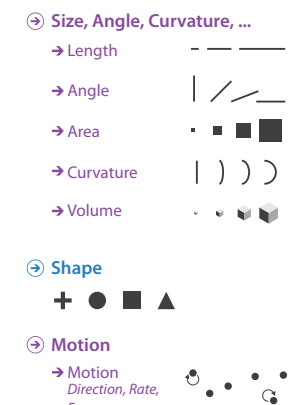 Size, Angle, Curvature, ...
Length
Angle
Area
Curvature
Volume
Shape
Motion
Motion
Direction, Rate,